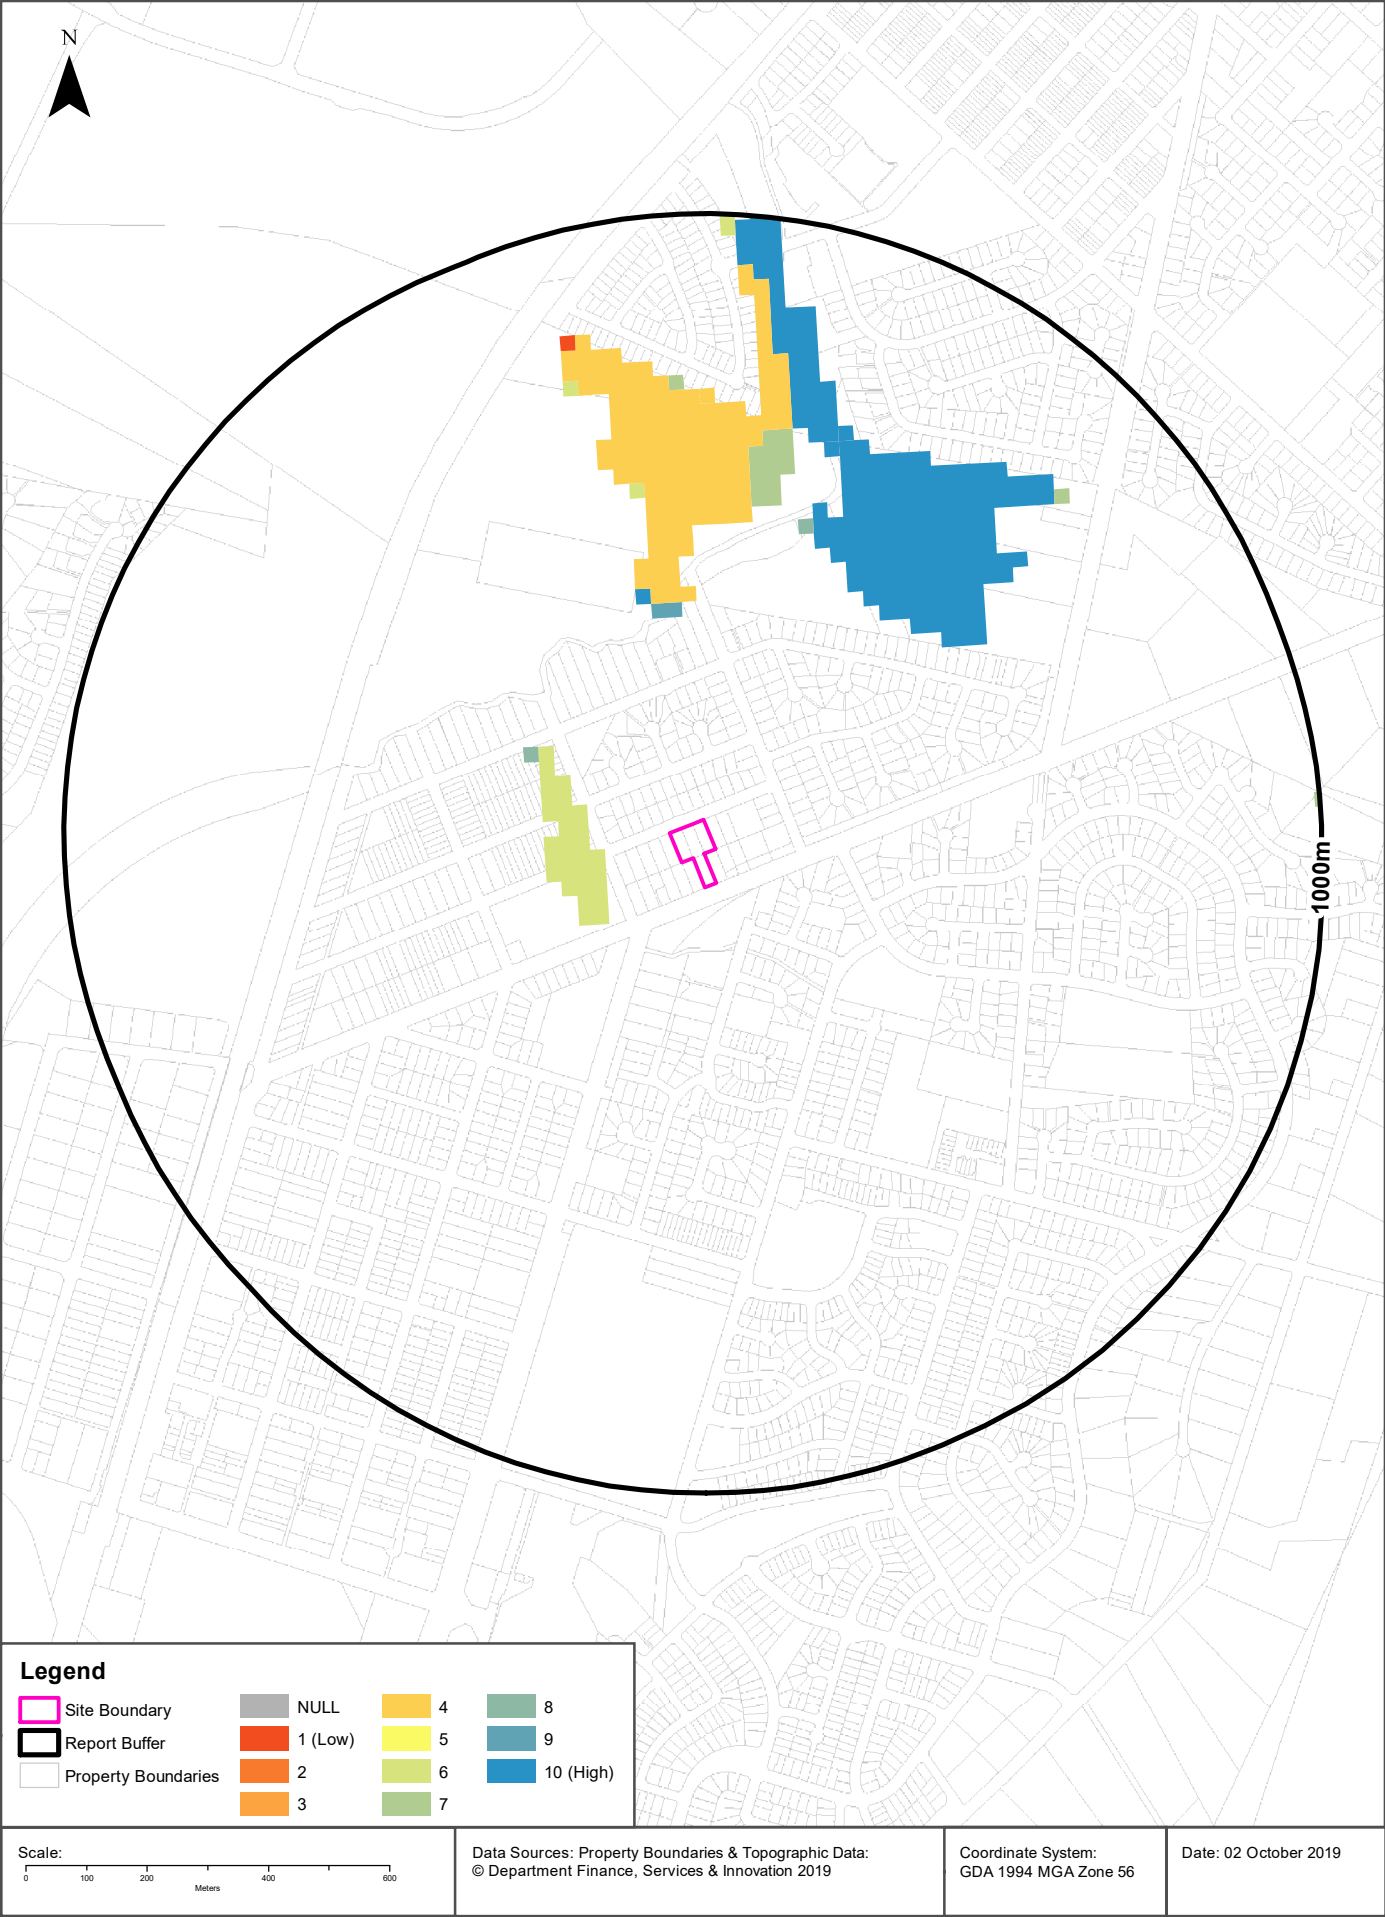 N
1000m
Legend
Site Boundary
Report Buffer
Property Boundaries
NULL
1 (Low)
2
3
4
5
6
7
8
9
10 (High)
Scale:
0 100 200 400 600
Meters
Data Sources: Property Boundaries & Topographic Data:
© Department Finance, Services & Innovation 2019
Coordinate System:
GDA 1994 MGA Zone 56
Date: 02 October 2019